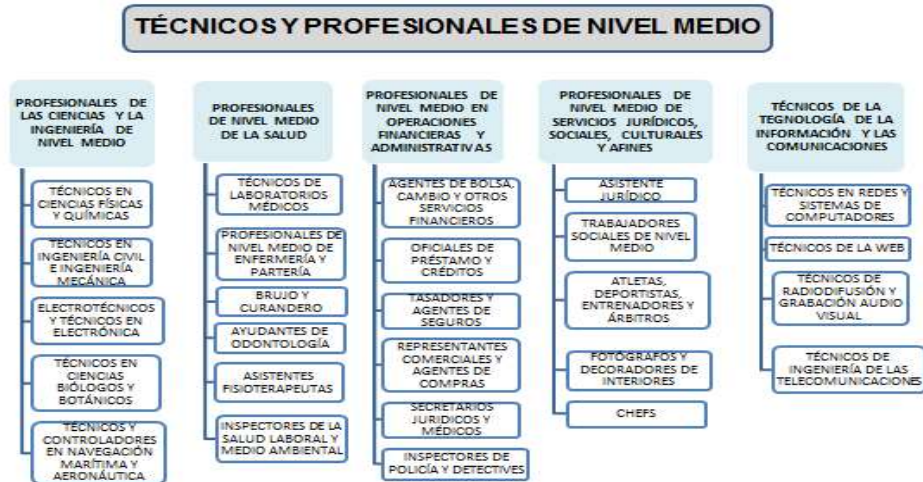 TÉCNICOS Y PROFESIONALES DE NIVEL MEDIO
PROFESIONALES DE
LAS CIENCIAS Y LA
INGENIERÍA DE
NIVEL MEDIO
TÉCNICOS EN
CIENCIAS FÍSICAS
Y QUÍMICAS
TECNICOS EN
INGENIERÍA CIVIL
E INGENIERÍA
MECÁNICA
ELECTROTÉCNICOS
Y TÉCNICOS EN
ELECTRÓNICA
TÉCNICOS EN
CIENCIAS
BIÓLOGOS Y
BOTÁNICOS
TÉCNICOS Y
CONTROLADORES
EN NAVEGACIÓN
MARÍTIMA Y
AERONÁUTICA
PROFESIONALES
DE NIVEL MEDIO
DE LA SALUD
TÉCNICOS DE
LABORATORIOS
MÉDICOS
PROFESIONALES DE
NIVEL MEDIO DE
ENFERMERÍA Y
PARTERÍA
BRUJO Y
CURANDERO
AYUDANTES DE
ODONTOLOGÍA
ASISTENTES
FISIOTERAPEUTAS
INSPECTORES DE LA
SALUD LABORAL Y
MEDIO AMBIENTAL
PROFESIONALES DE
NIVEL MEDIO EN
OPERACIONES
FINANCIERAS Y
ADMINISTRATIVAS
AGENTES DE BOLSA,
CAMBIO Y OTROS
SERVICIOS
FINANCIEROS
OFICIALES DE
PRÉSTAMO Y
CRÉDITOS
TASADORES Y
AGENTES DE
SEGUROS
REPRESENTANTES
COMERCIALES Y
AGENTES DE
COMPRAS
SECRETARIOS
JURIDICOS Y
MÉDICOS
INSPECTORES DE
POLICÍA Y DETECTIVES
PROFESIONALES DE
NIVEL MEDIO DE
SERVICIOS JURÍDICOS,
SOCIALES, CULTURALES
Y AFINES
ASISTENTE
JURÍDICO
TRABAJADORES
SOCIALES DE NIVEL
MEDIO
ATLETAS,
DEPORTISTAS,
ENTRENADORES Y
ÁRBITROS
FOTÓGRAFOS Y
DECORADORES DE
INTERIORES
CHEFS
TÉCNICOS DE LA
TEGNOLOGÍA DE LA
INFORMACIÓN Y LAS
COMUNICACIONES
TÉCNICOS EN REDES Y
SISTEMAS DE
COMPUTADORES
TÉCNICOS DE LA WEB
TÉCNICOS DE
RADIODIFUSIÓN Y
GRABACIÓN AUDIO
VISUAL
TÉCNICOS DE
INGENIERÍA DE LAS
TELECOMUNICACIONES